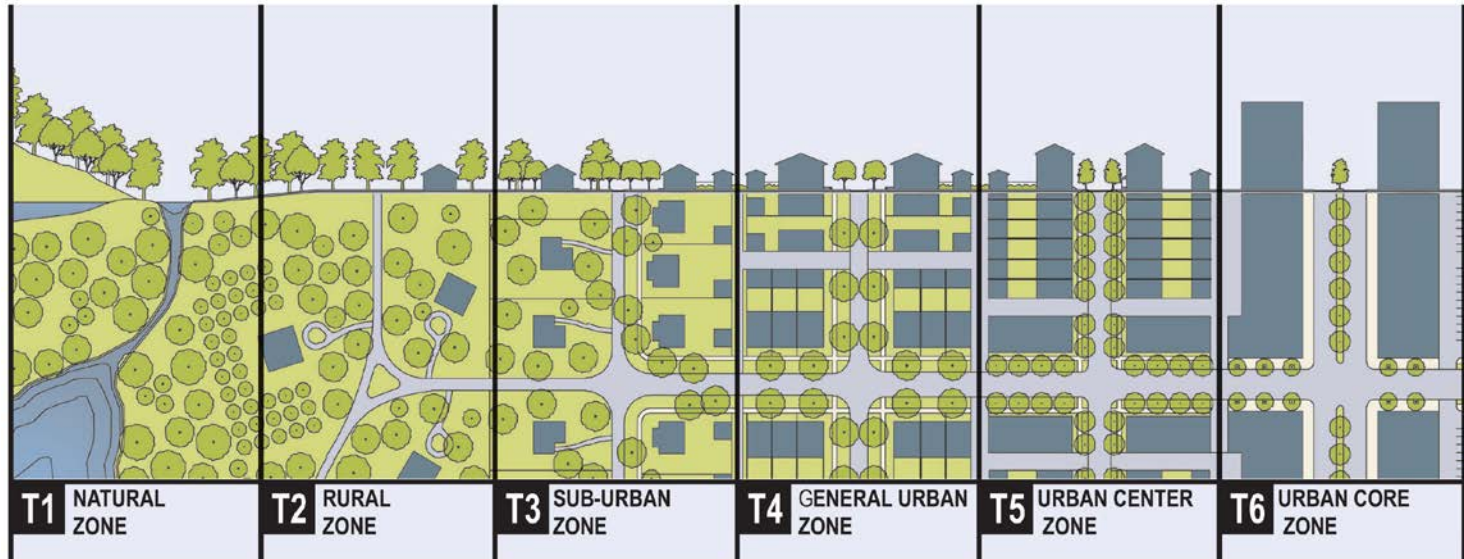 T1 NATURAL
ZONE
T2 RURAL
ZONE
T3 SUB-URBAN
ZONE
T4 GENERAL URBAN
ZONE
T5 URBAN CENTER
ZONE
T6 URBAN CORE
ZONE